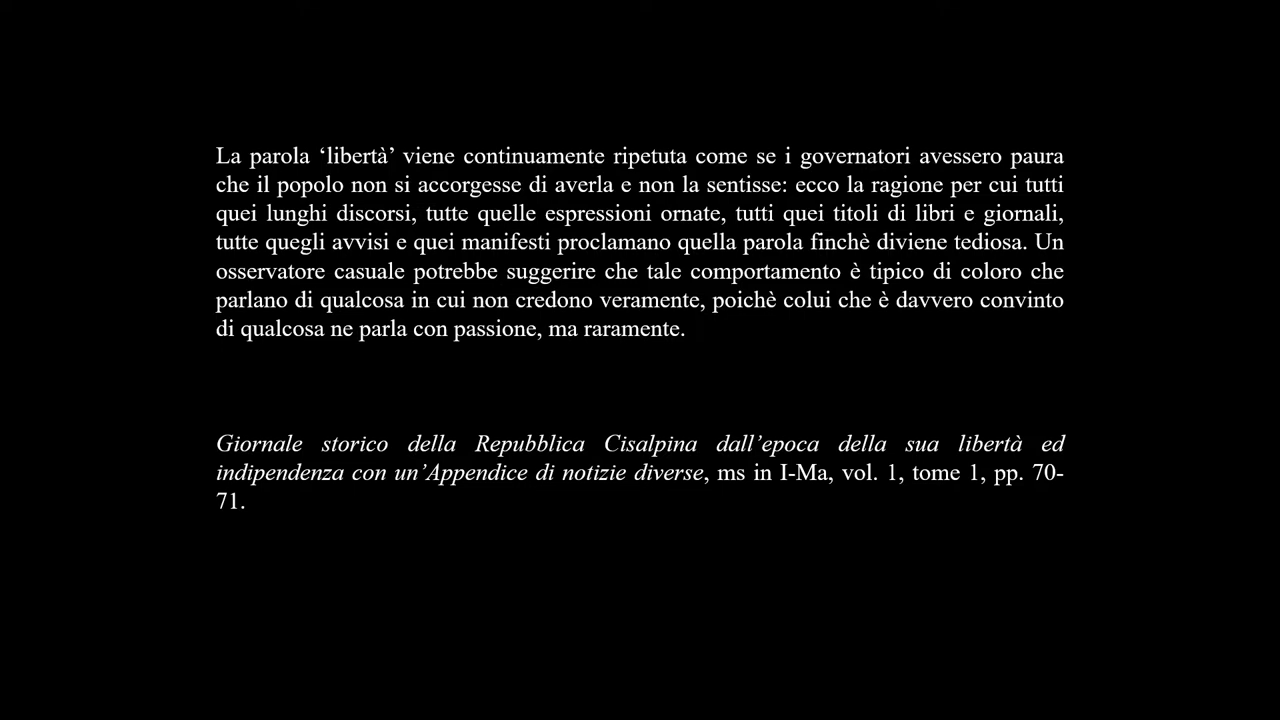 La parola ‘libertà’ viene continuamente ripetuta come se i governatori avessero paura
che il popolo non si accorgesse di averla e non la sentisse: ecco la ragione per cui tutti
quei lunghi discorsi, tutte quelle espressioni ornate, tutti quei titoli di libri e giornali,
tutte quegli avvisi e quei manifesti proclamano quella parola finchè diviene tediosa. Un
osservatore casuale potrebbe suggerire che tale comportamento è tipico di coloro che
parlano di qualcosa in cui non credono veramente, poichè colui che è davvero convinto
di qualcosa ne parla con passione, ma raramente.
Giornale storico della Repubblica Cisalpina dall’epoca della sua libertà ed
indipendenza con un’Appendice di notizie diverse, ms in I-Ma, vol. 1, tome 1, pp. 70-
71.